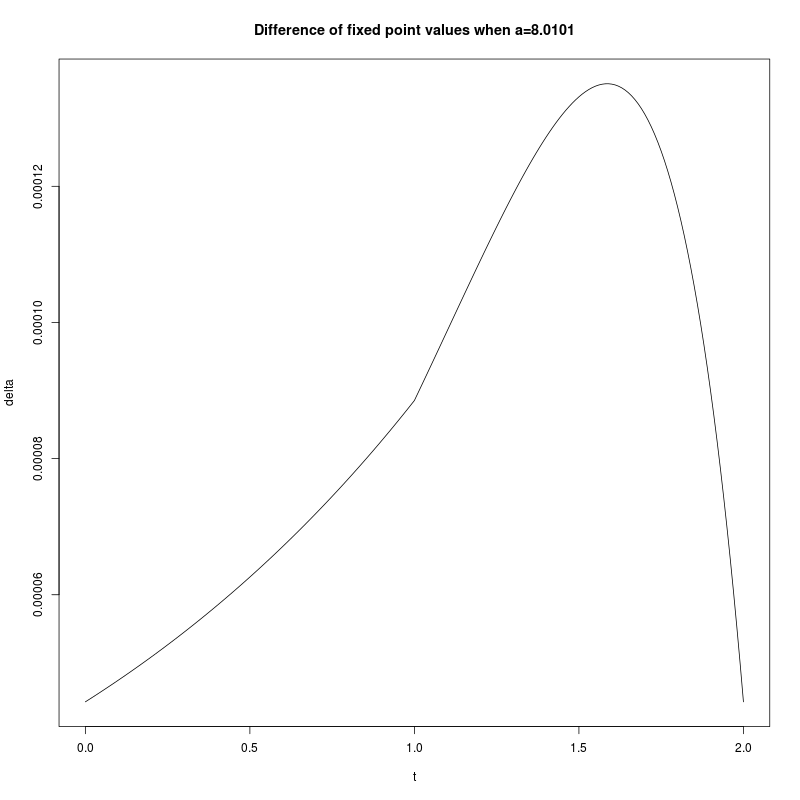 Difference of fixed point values when a=8.0101
delta
0.00012
0.00010
0.00008
0.00006
0.0 0.5 1.0 1.5 2.0
t